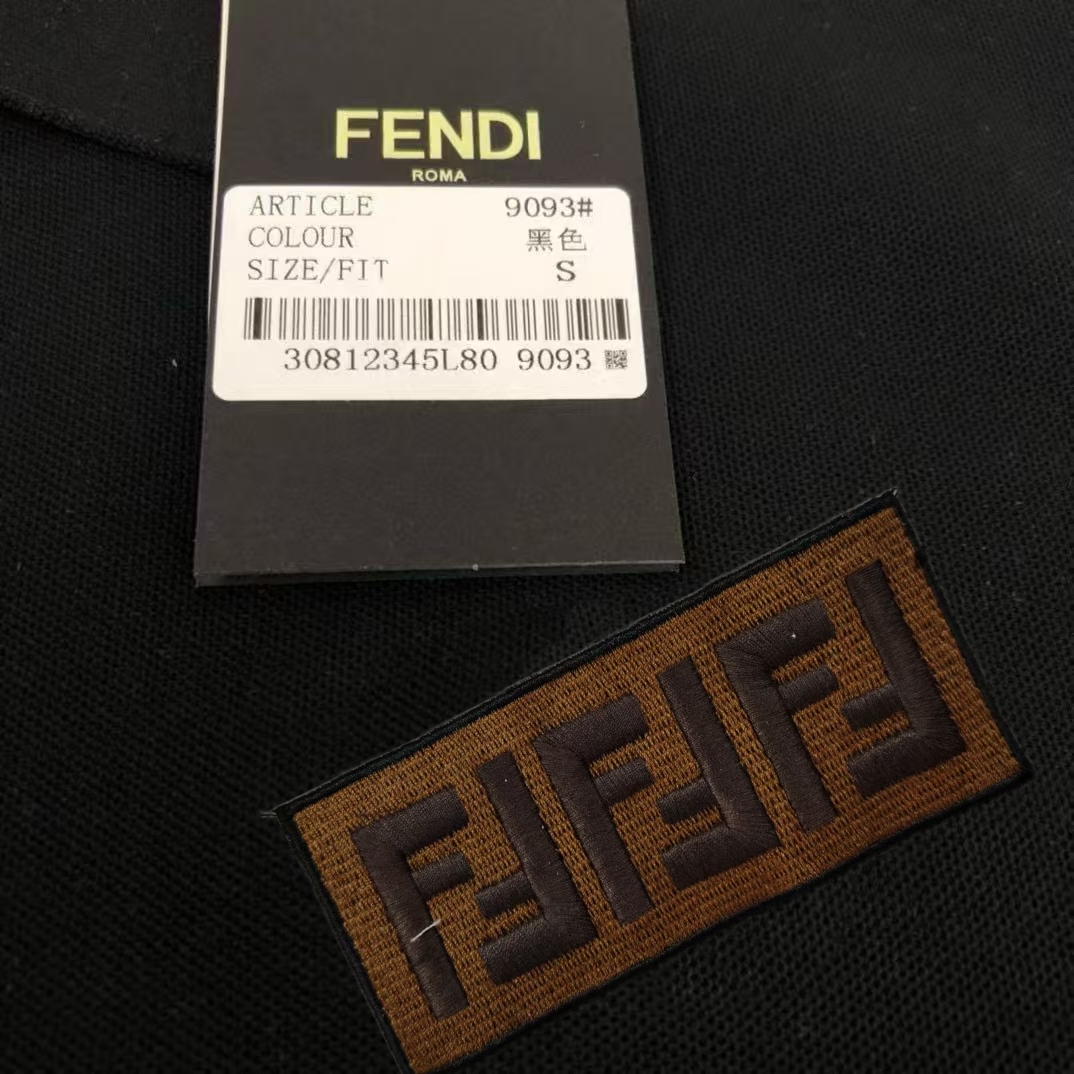 FENDI
ROMA
ARTICLE 9093#
COLOUR 黑色
SIZE/FIT S
30812345L80 9093